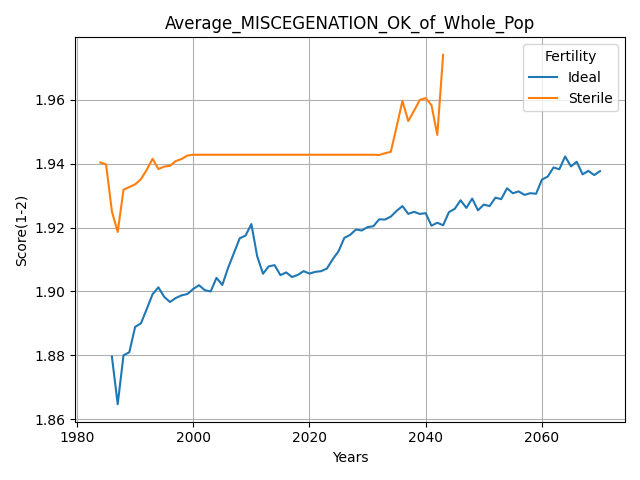 Average_MISCEGENATION_OK_of_Whole_Pop
Fertility
Ideal
Sterile
Score(1-2)
1.96
1.94
1.92
1.90
1.88
1.86
1980
2000
2020
2040
2060
Years